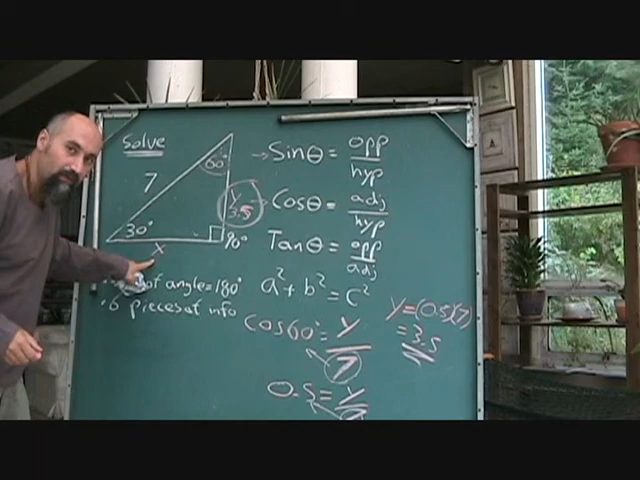 Solve
60°
7
Y
3.5
30°
90°
X
of angle = 180°
6 pieces of info
→ Sinθ = opp
hyp
→ Cosθ = adj
hyp
Tanθ = opp
adj
a² + b² = c²
Cos60° = Y
7
0.5 = Y
7
Y = (0.5)(7)
= 3.5